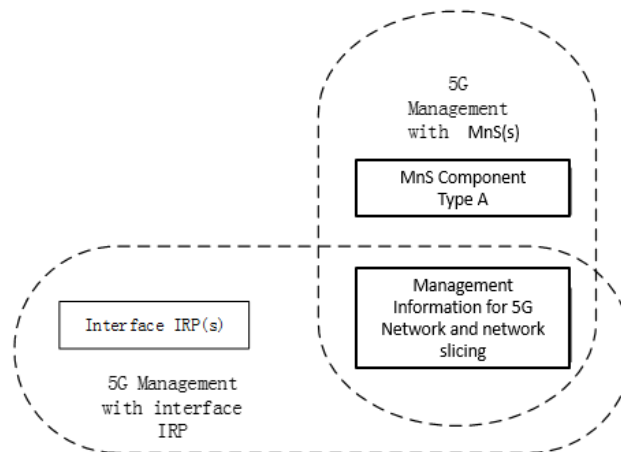 5G
Management
with MnS(s)
MnS Component
Type A
Management
Information for 5G
Network and network
slicing
Interface IRP(s)
5G Management
with interface
IRP